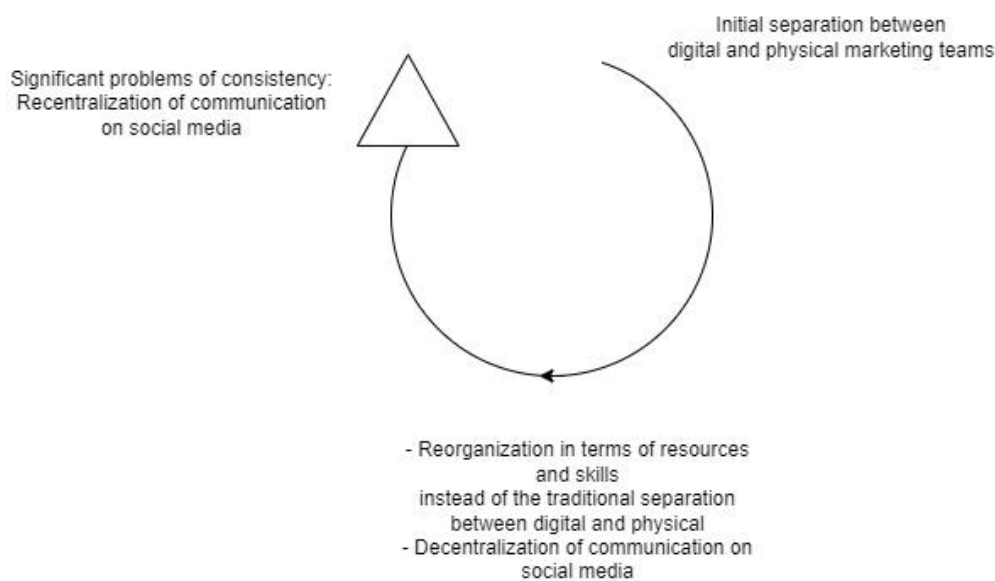 Initial separation between
digital and physical marketing teams
Significant problems of consistency:
Recentralization of communication
on social media
- Reorganization in terms of resources
and skills
instead of the traditional separation
between digital and physical
- Decentralization of communication on
social media